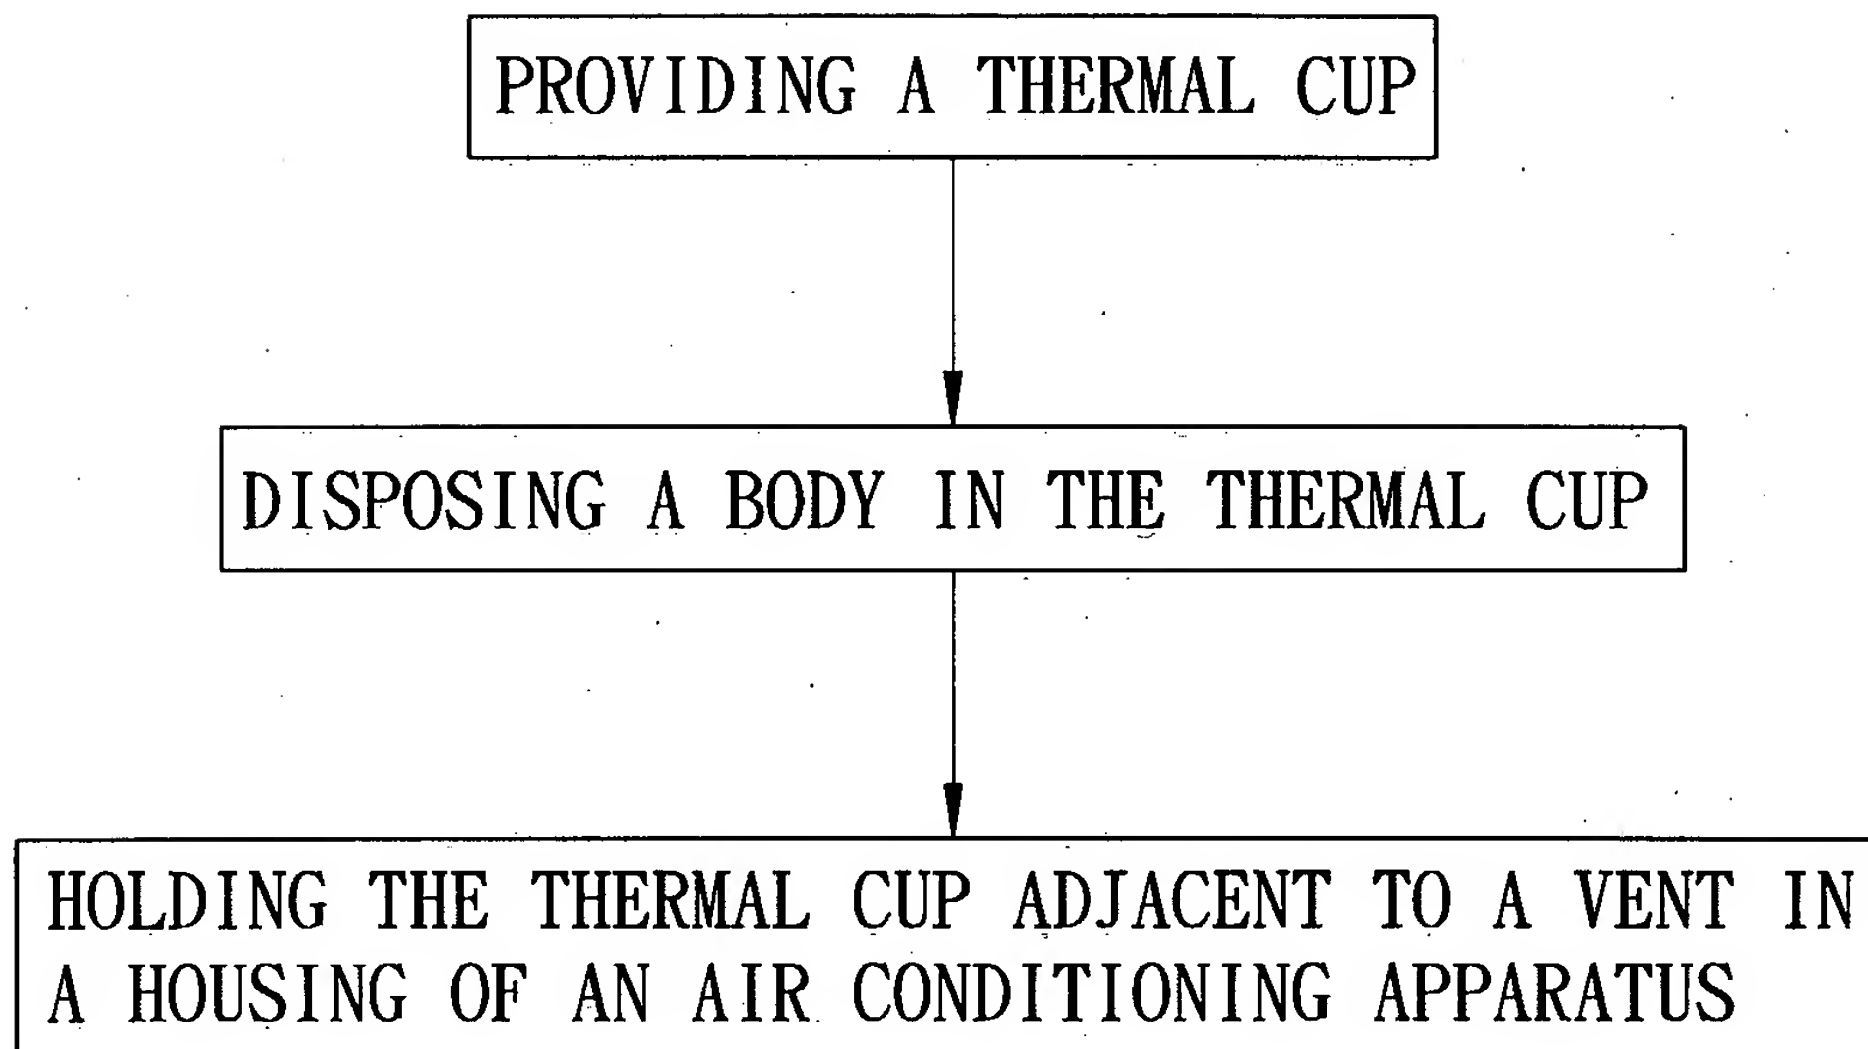 PROVIDING A THERMAL CUP
DISPOSING A BODY IN THE THERMAL CUP
HOLDING THE THERMAL CUP ADJACENT TO A VENT IN
A HOUSING OF AN AIR CONDITIONING APPARATUS